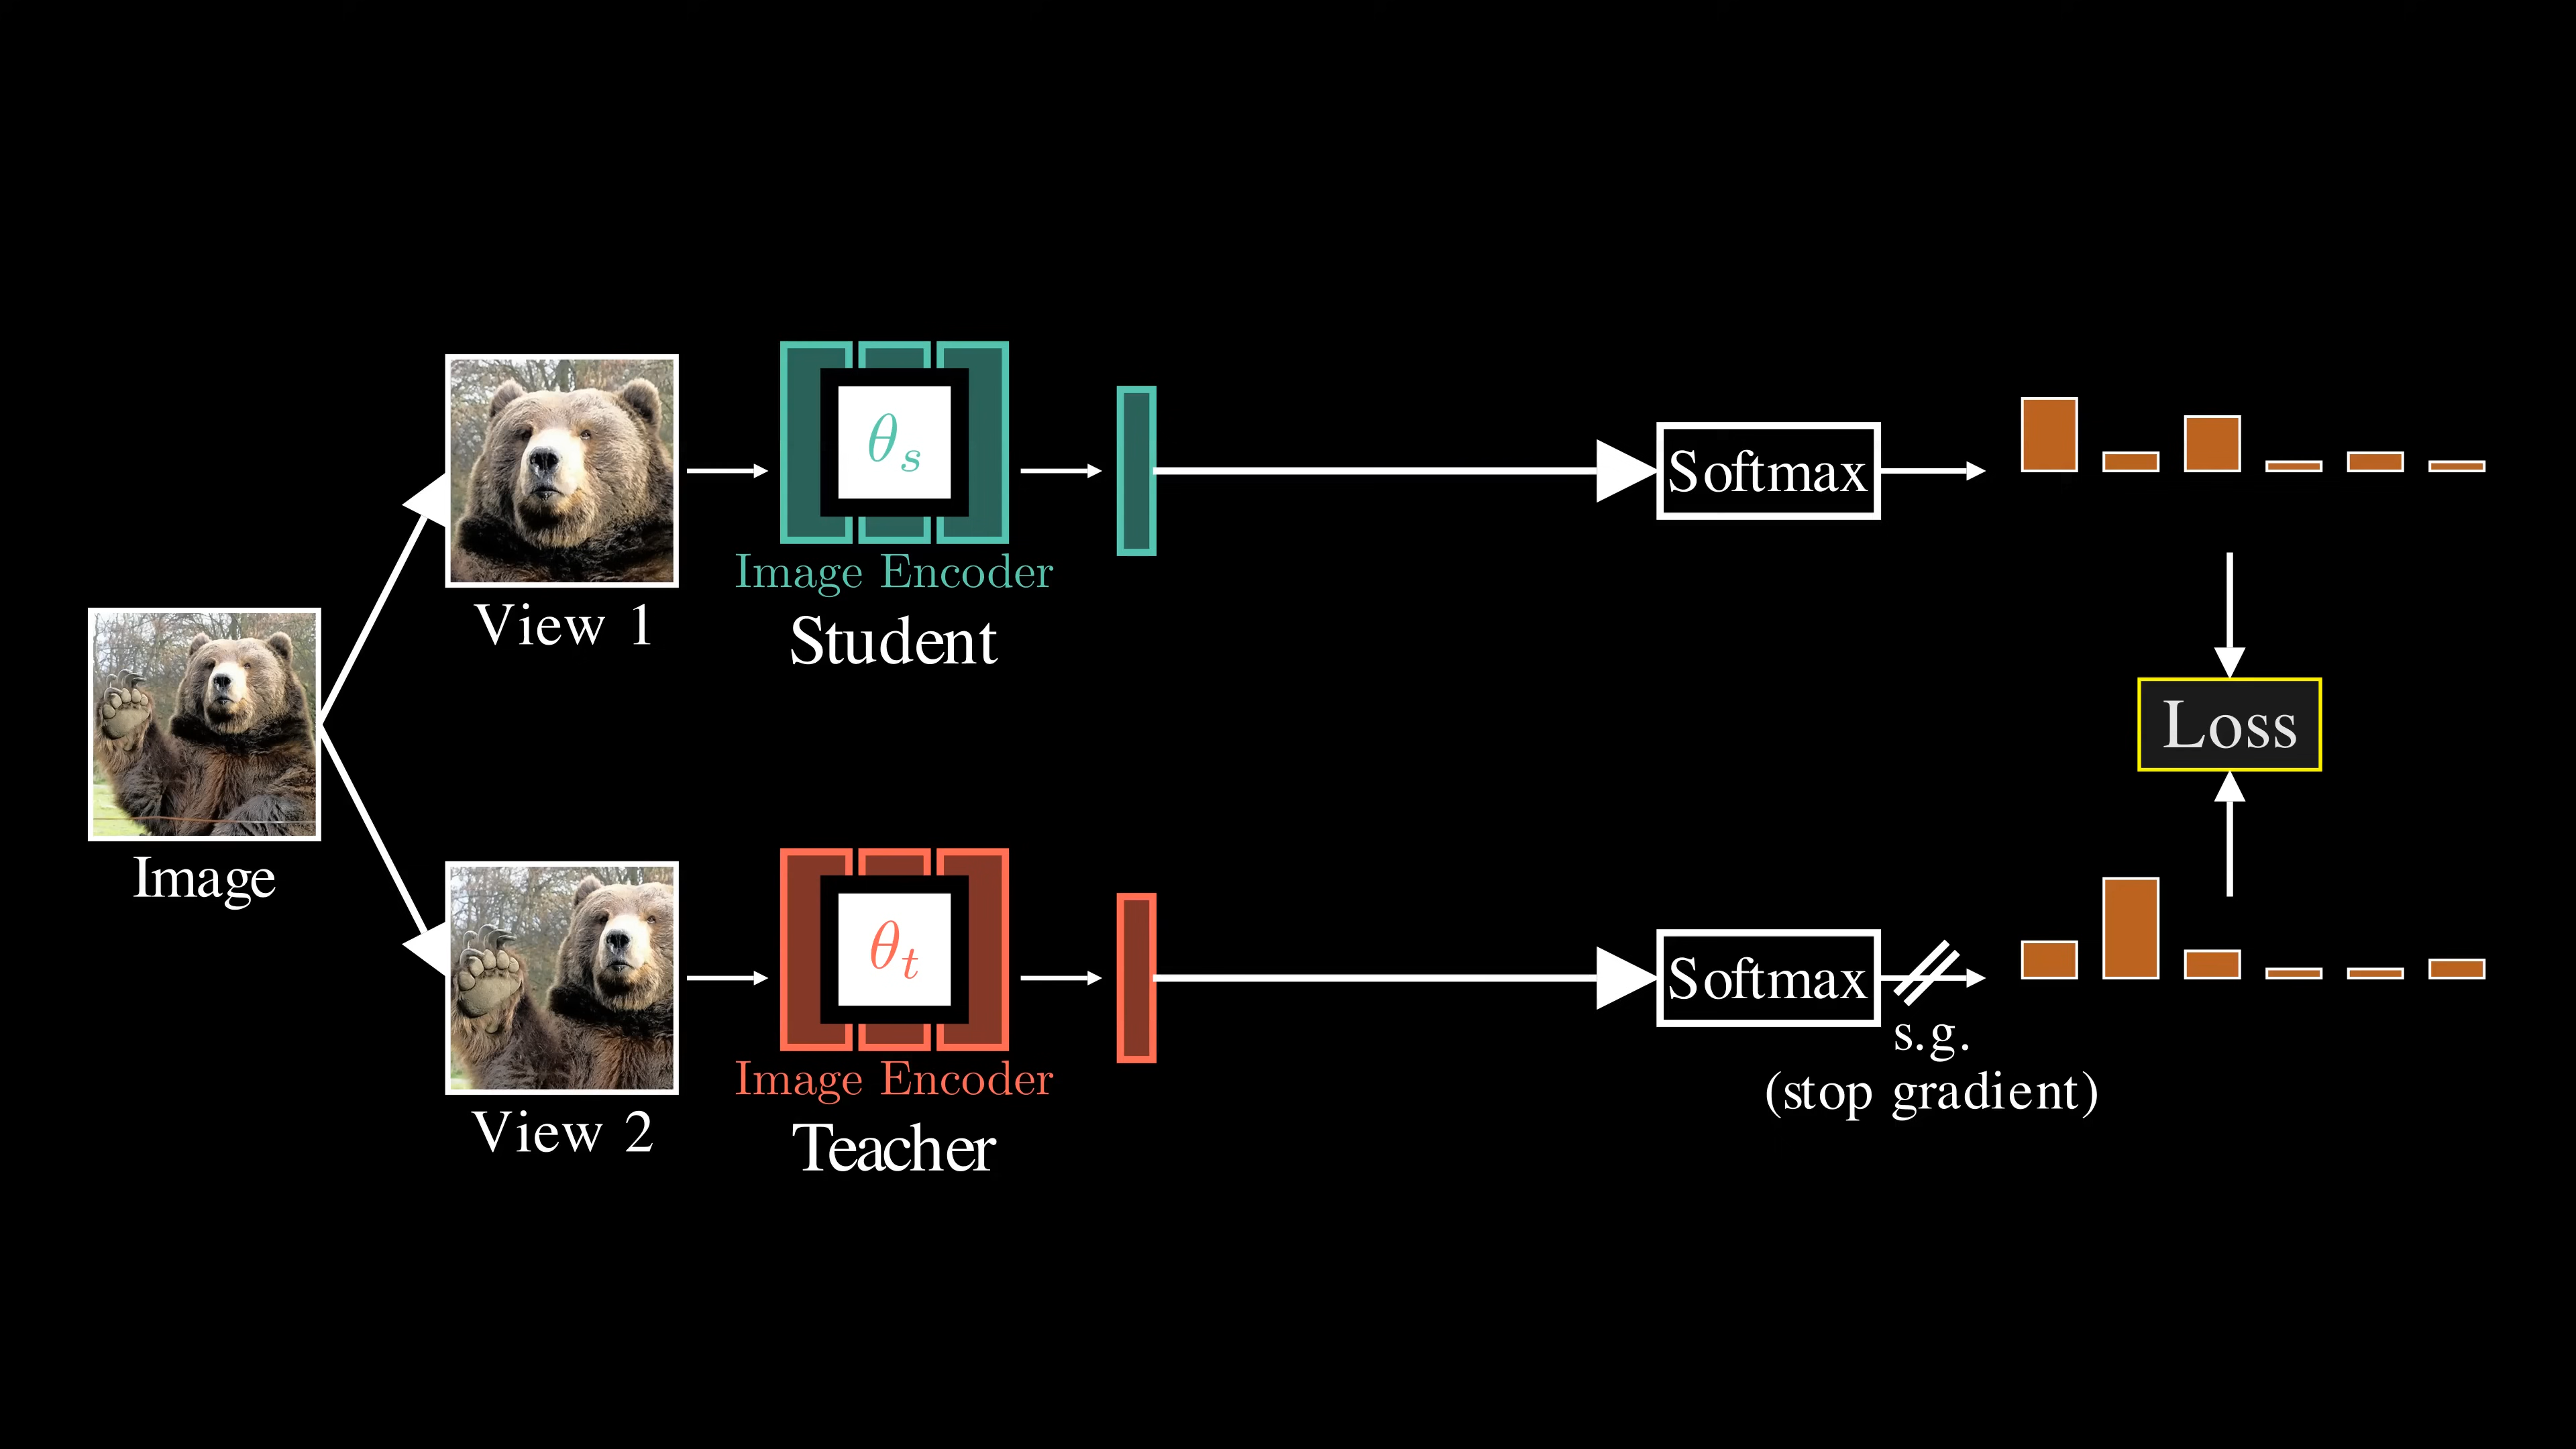 Image
View 1
θs
Image Encoder
Student
Softmax
View 2
θt
Image Encoder
Teacher
Softmax
s.g.
(stop gradient)
Loss